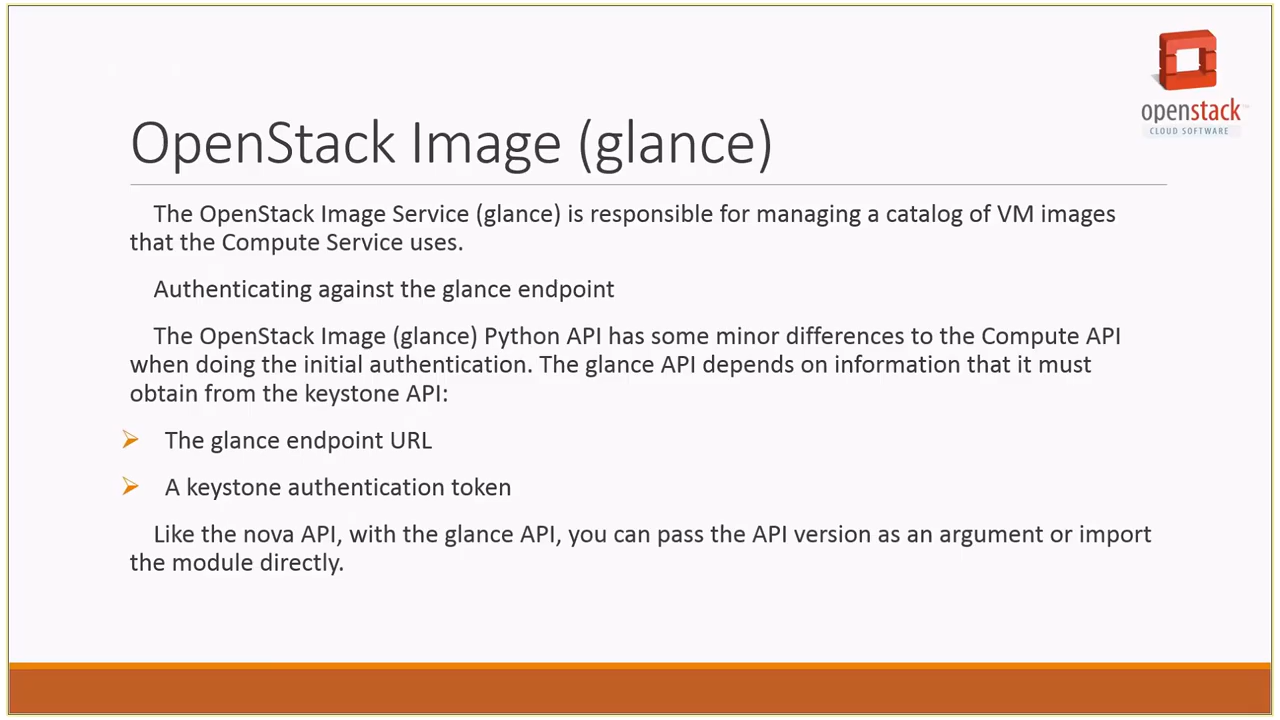 openstack
CLOUD SOFTWARE
OpenStack Image (glance)
The OpenStack Image Service (glance) is responsible for managing a catalog of VM images
that the Compute Service uses.
Authenticating against the glance endpoint
The OpenStack Image (glance) Python API has some minor differences to the Compute API
when doing the initial authentication. The glance API depends on information that it must
obtain from the keystone API:
The glance endpoint URL
A keystone authentication token
Like the nova API, with the glance API, you can pass the API version as an argument or import
the module directly.